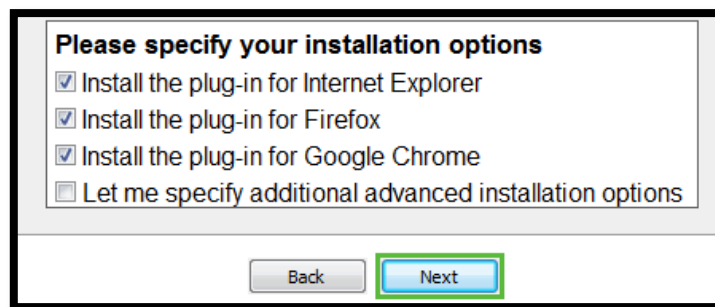 Please specify your installation options
Install the plug-in for Internet Explorer
Install the plug-in for Firefox
Install the plug-in for Google Chrome
Let me specify additional advanced installation options
Back
Next